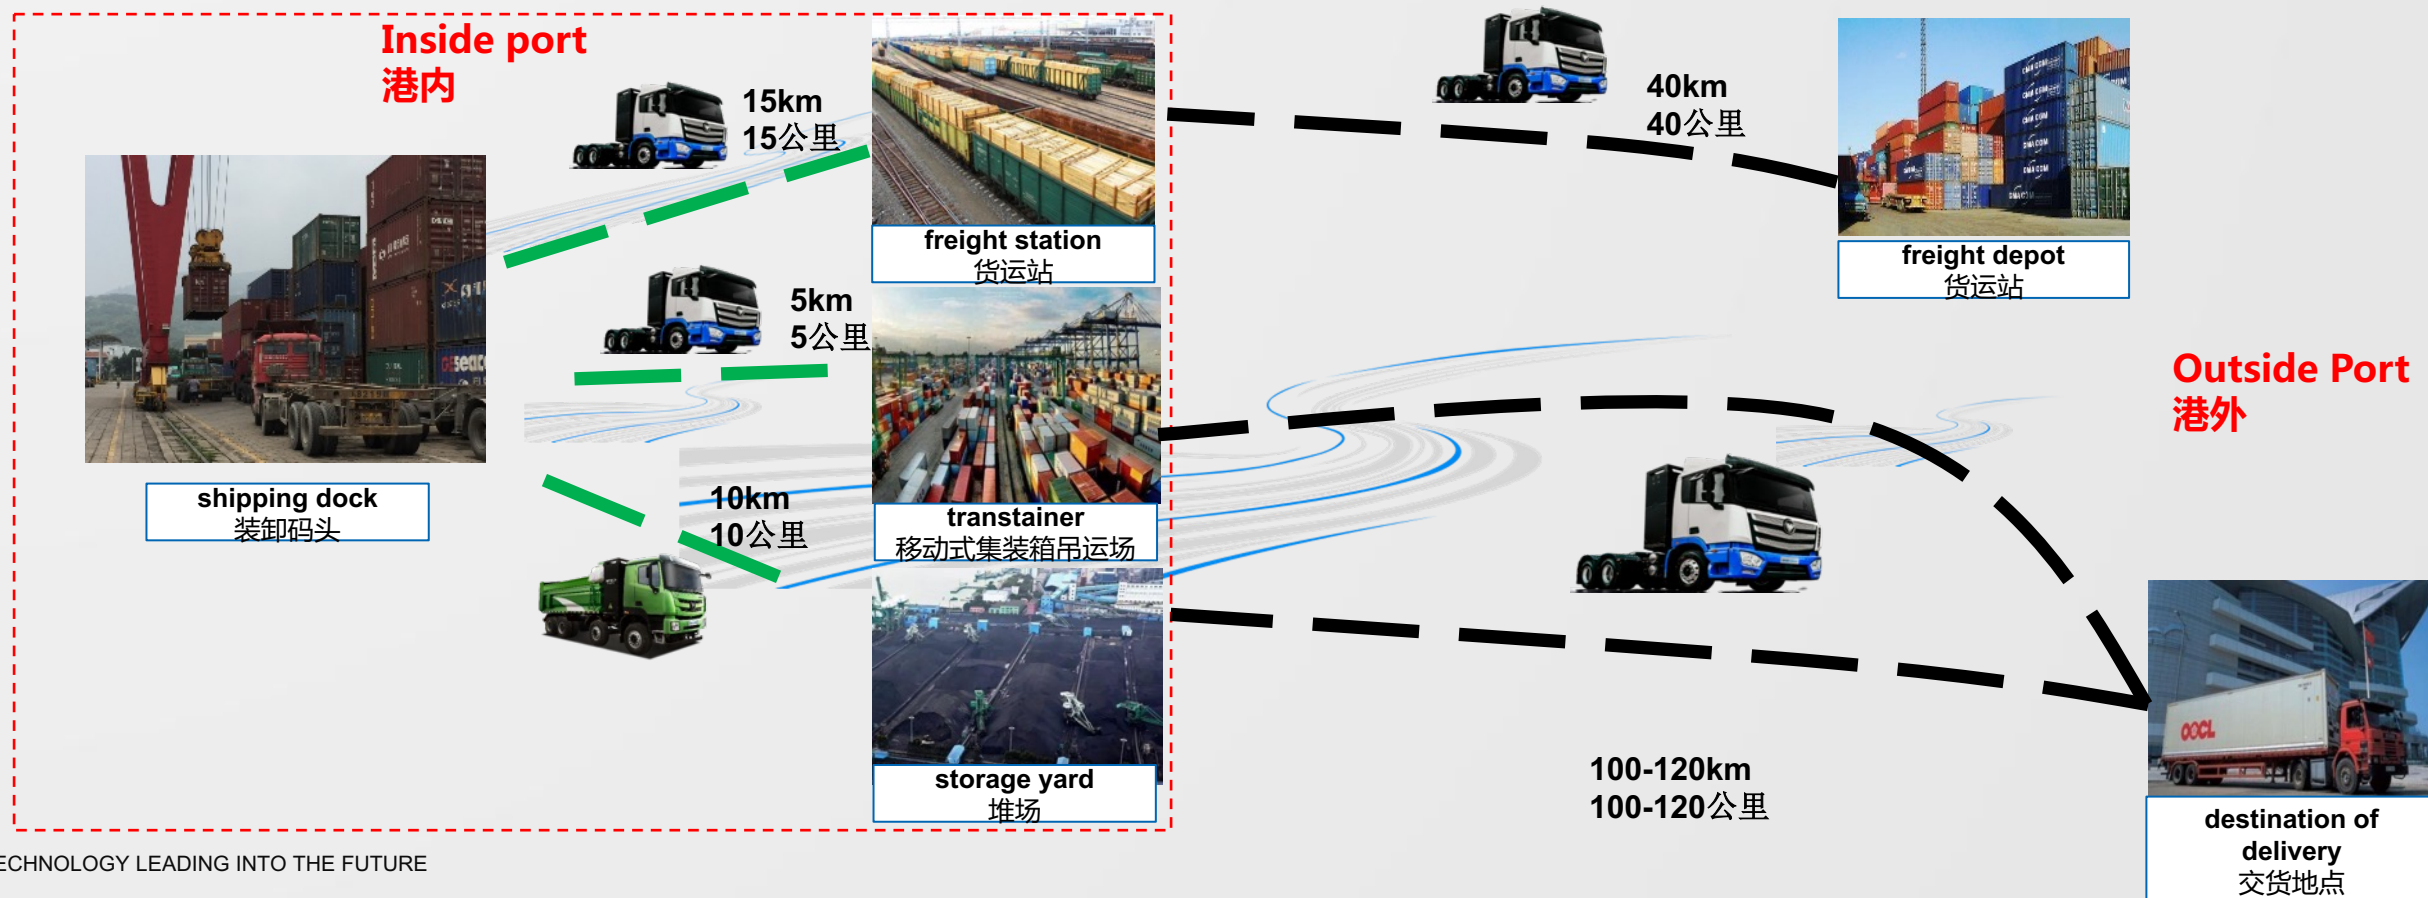 Inside port
港内
15km
15公里
freight station
货运站
40km
40公里
freight depot
货运站
5km
5公里
Outside Port
港外
shipping dock
装卸码头
10km
10公里
transtainer
移动式集装箱吊运场
storage yard
堆场
100-120km
100-120公里
OOCL
destination of
delivery
交货地点
ECHNOLOGY LEADING INTO THE FUTURE